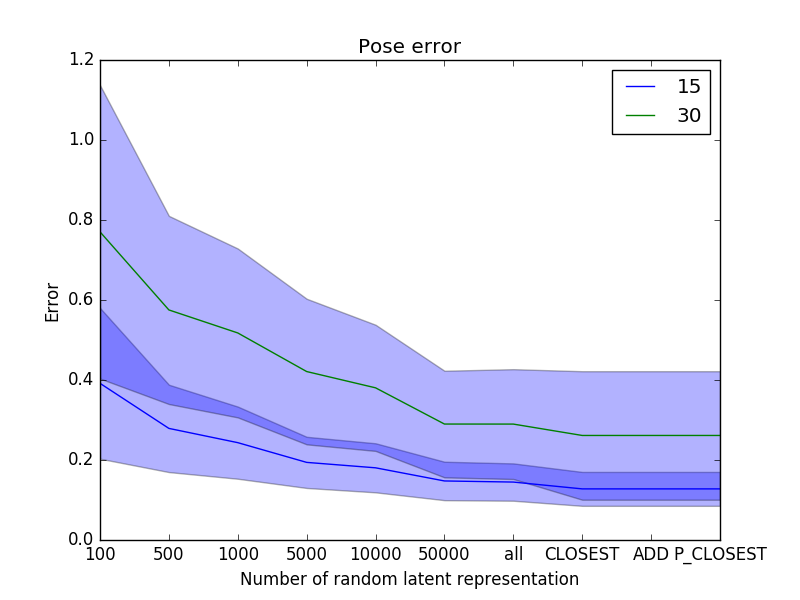 Pose error
1.2
1.0
0.8
0.6
0.4
0.2
0.0
Error
15
30
100 500 1000 5000 10000 50000 all CLOSEST ADD P_CLOSEST
Number of random latent representation